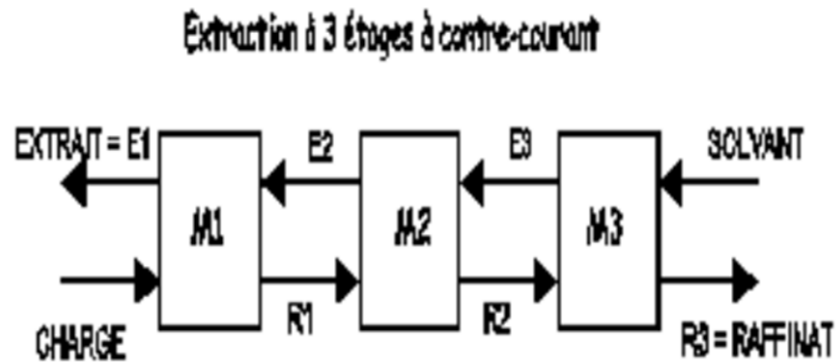 Extraction à 3 étages à contre-courant
EXTRAIT = E1
E2
E3
SOLVANT
M1
M2
M3
CHARGE
R1
R2
R3 = RAFFINAT